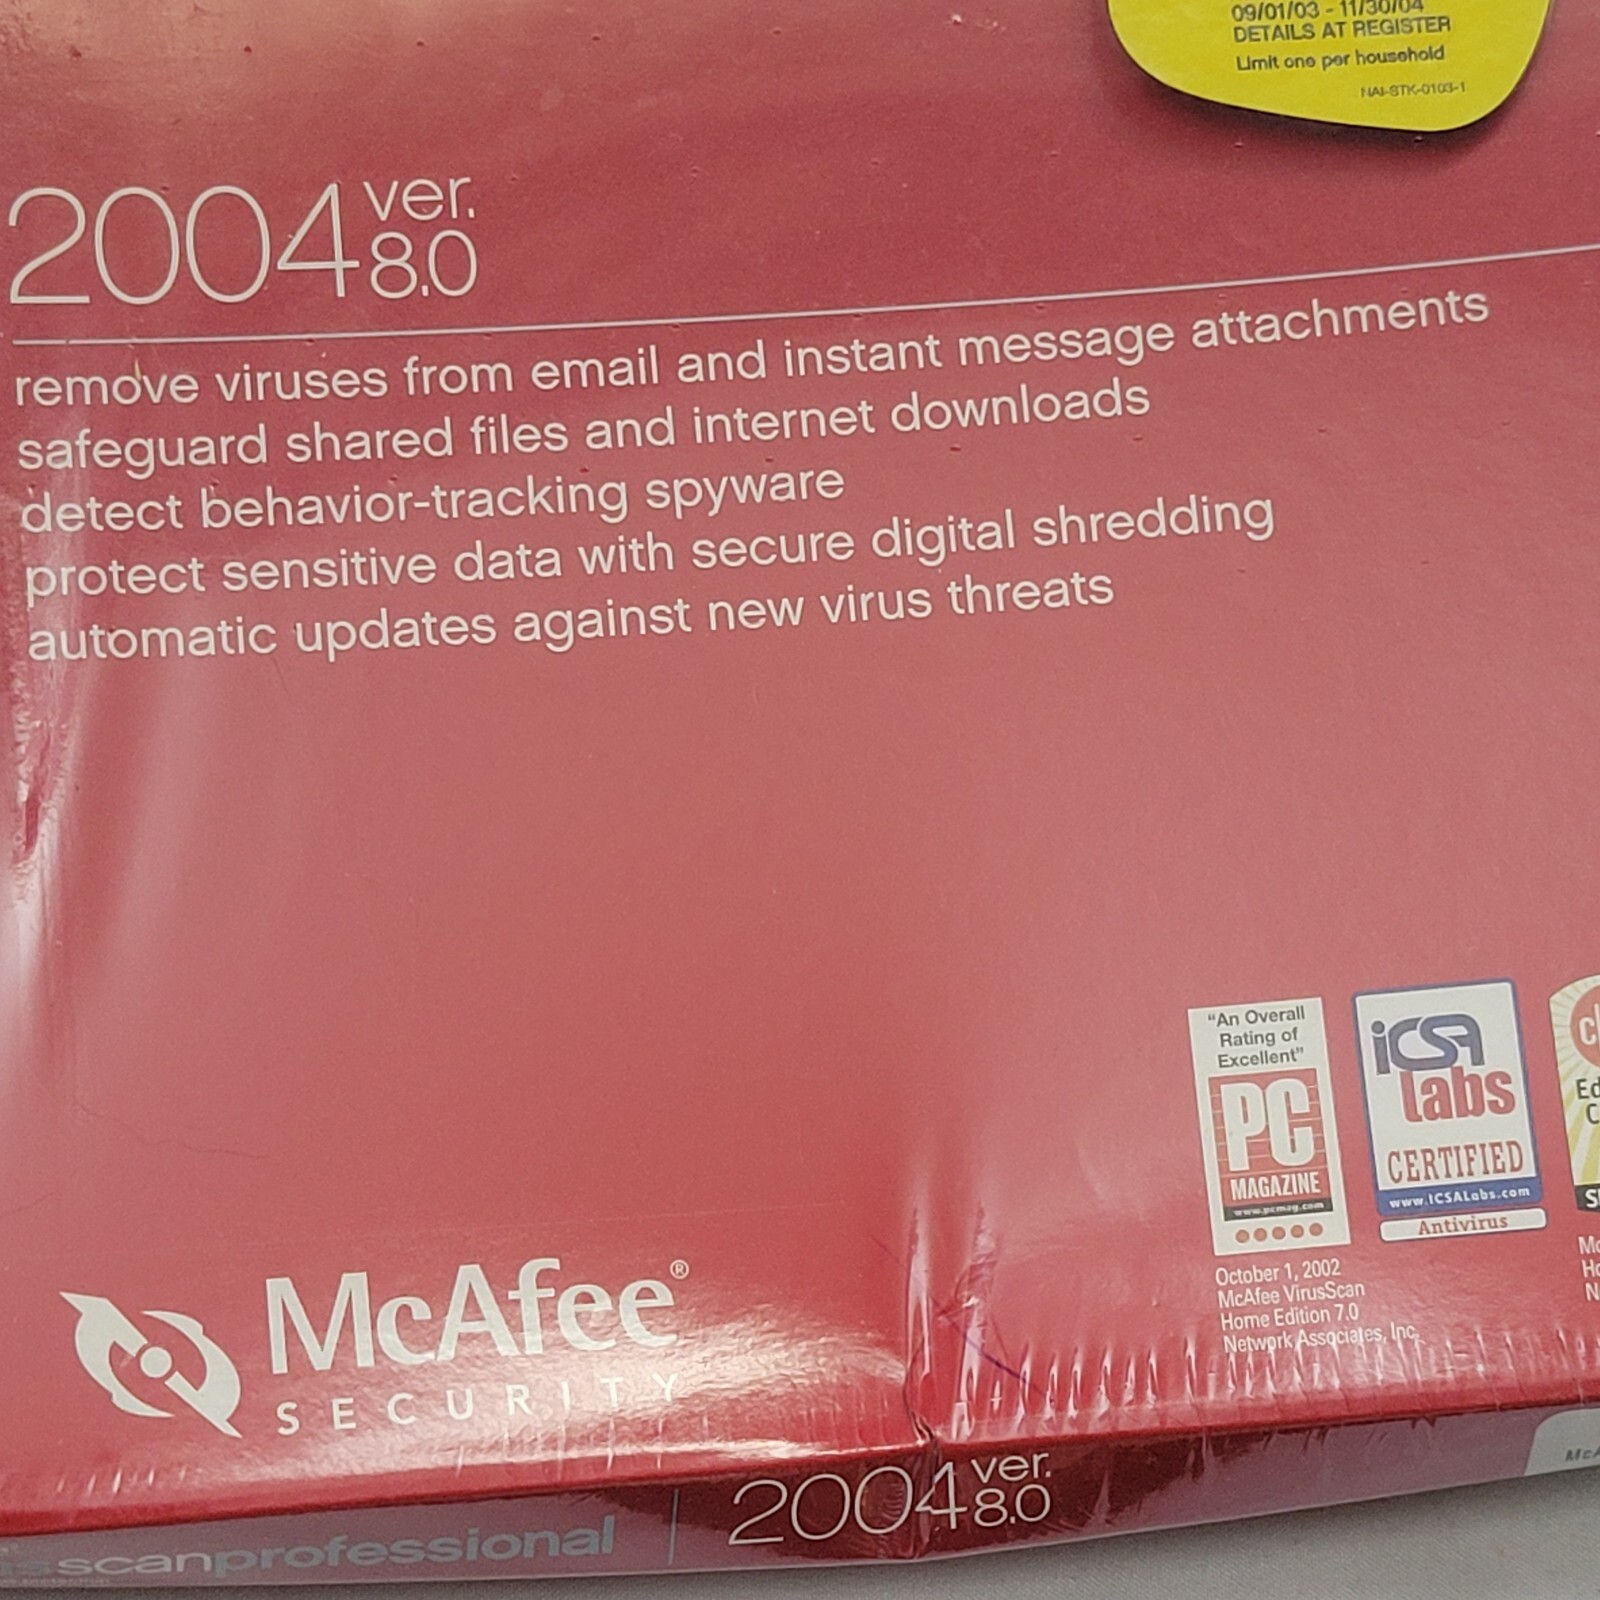 09/01/03 - 11/30/04
DETAILS AT REGISTER
Limit one per household
NAI-STK-0103-1
2004 ver. 8.0
remove viruses from email and instant message attachments
safeguard shared files and internet downloads
detect behavior-tracking spyware
protect sensitive data with secure digital shredding
automatic updates against new virus threats
"An Overall
Rating of
Excellent"
PC
MAGAZINE
www.pcmag.com
October 1, 2002
McAfee VirusScan
Home Edition 7.0
Network Associates, Inc.
iCSA
Labs
CERTIFIED
www.ICSALabs.com
Antivirus
McAfee®
SECURITY
scanprofessional
2004 ver. 8.0